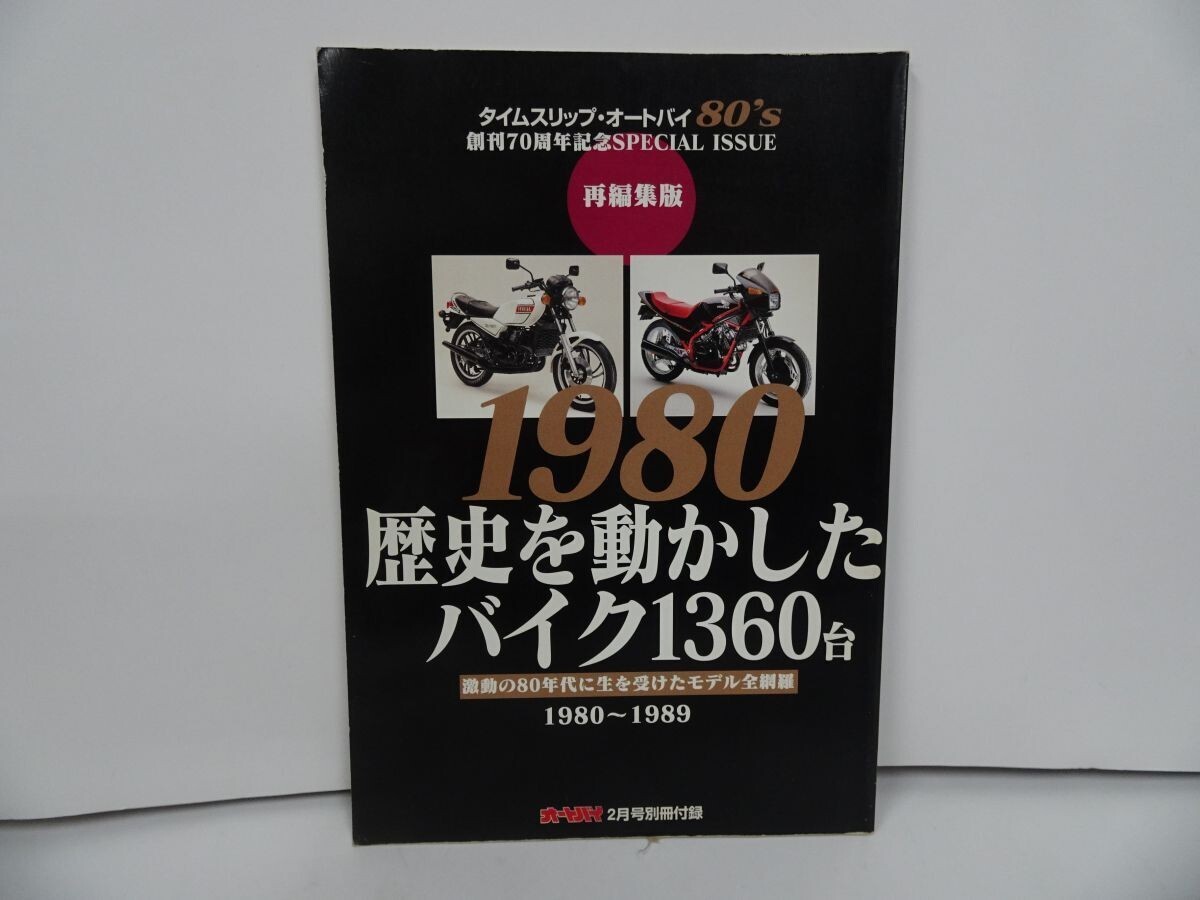 タイムスリップ・オートバイ80's
創刊70周年記念SPECIAL ISSUE
再編集版
1980
歴史を動かした
バイク1360台
激動の80年代に生を受けたモデル全網羅
1980〜1989
オートバイ 2月号別冊付録